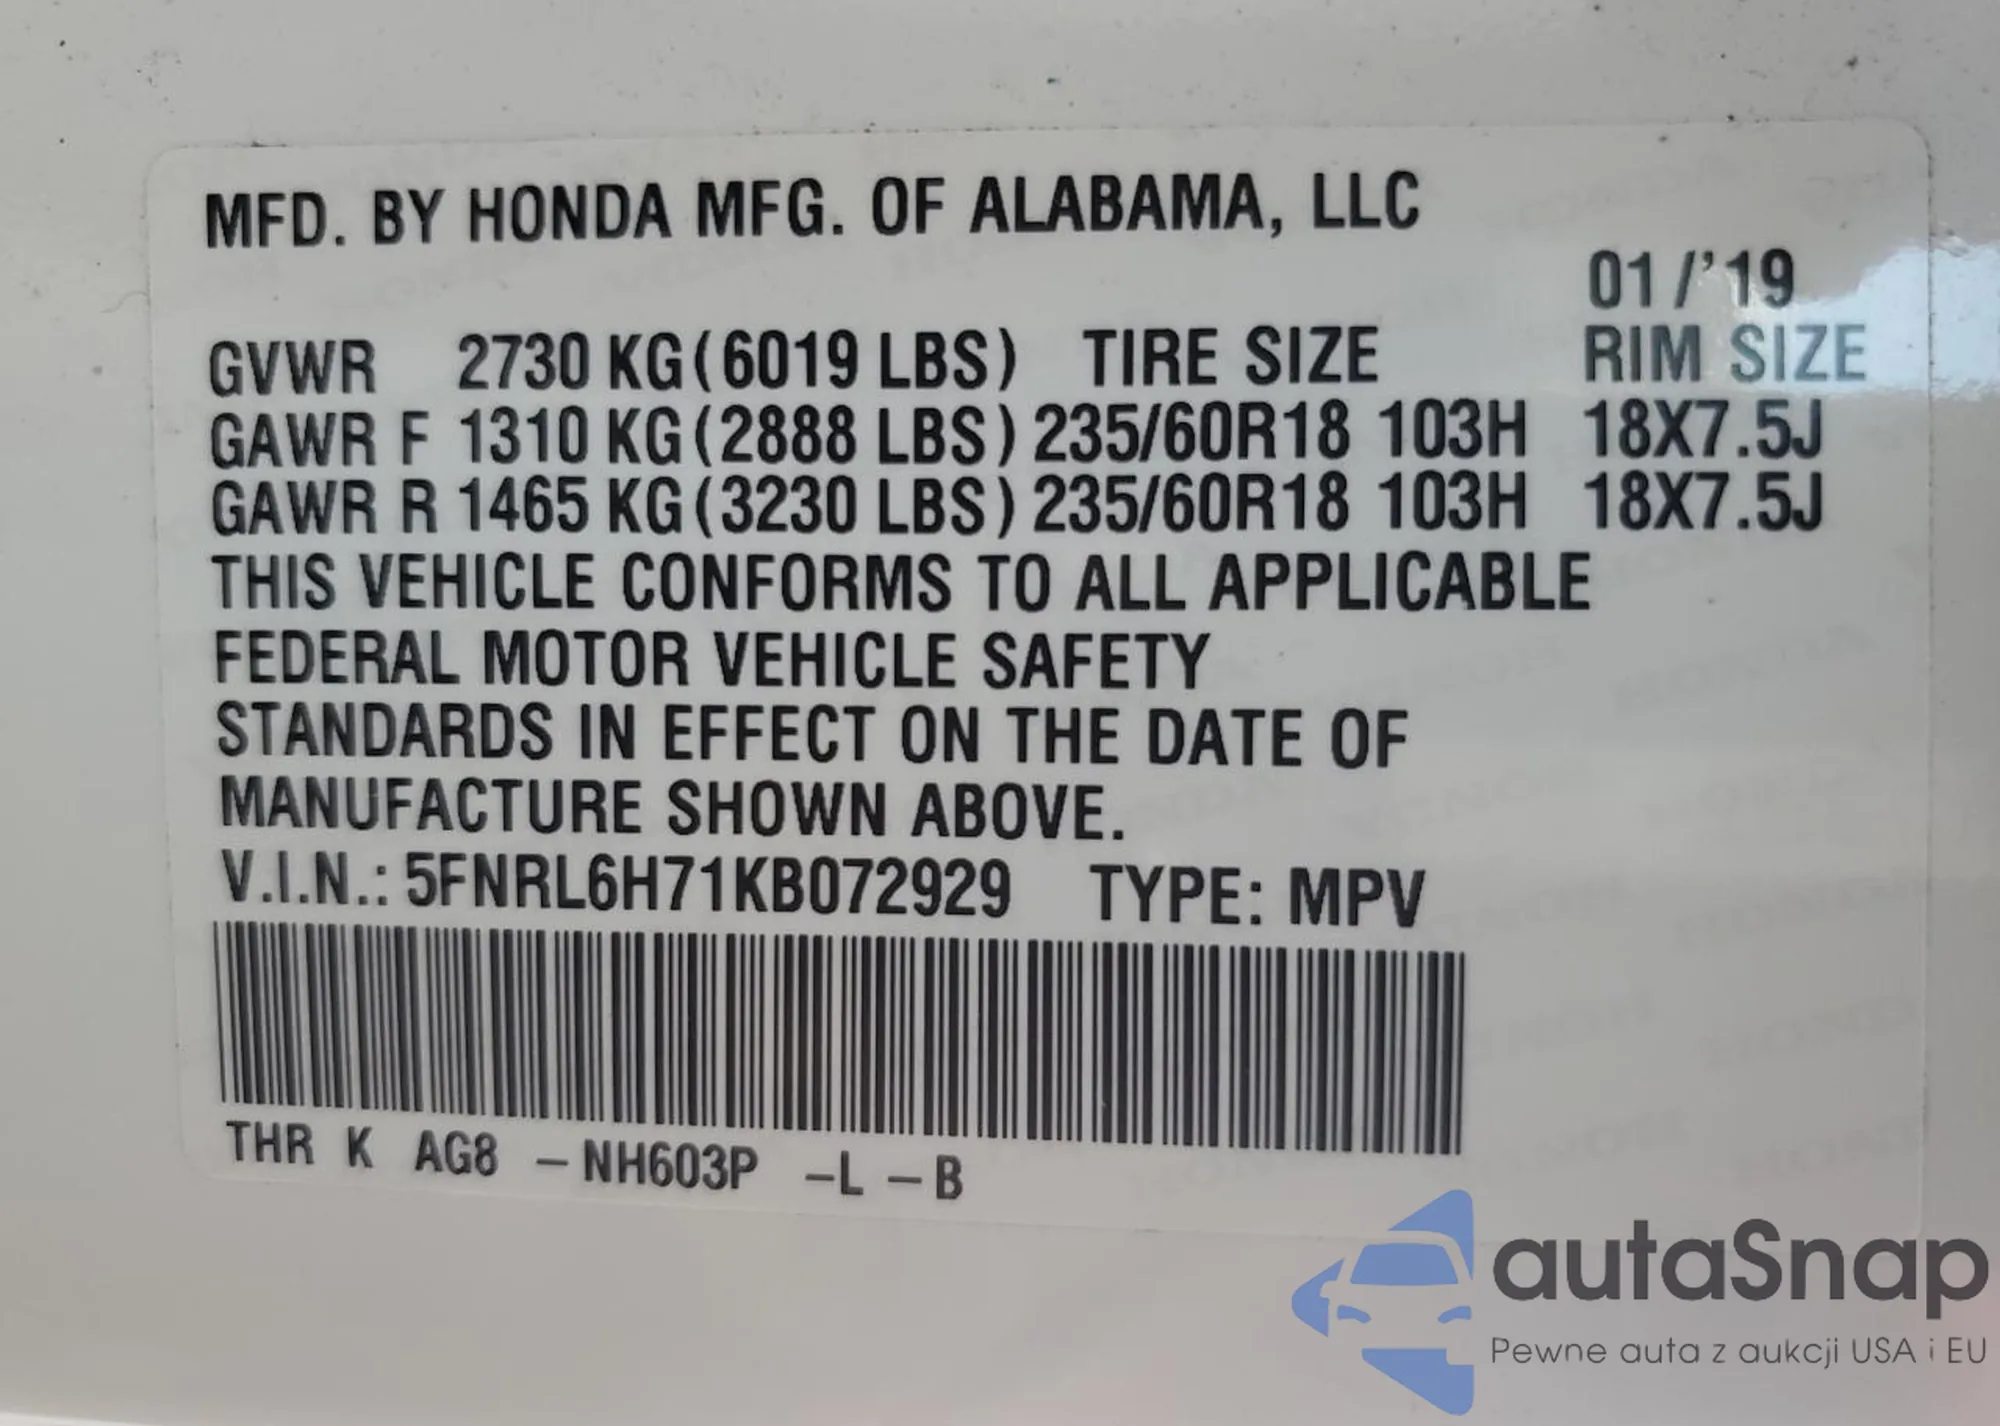 MFD. BY HONDA MFG. OF ALABAMA, LLC
01/'19
GVWR 2730 KG(6019 LBS) TIRE SIZE RIM SIZE
GAWR F 1310 KG(2888 LBS) 235/60R18 103H 18X7.5J
GAWR R 1465 KG(3230 LBS) 235/60R18 103H 18X7.5J
THIS VEHICLE CONFORMS TO ALL APPLICABLE
FEDERAL MOTOR VEHICLE SAFETY
STANDARDS IN EFFECT ON THE DATE OF
MANUFACTURE SHOWN ABOVE.
V.I.N.: 5FNRL6H71KB072929 TYPE: MPV
THR K AG8 –NH603P –L –B
autaSnap
Pewne auta z aukcji USA i EU